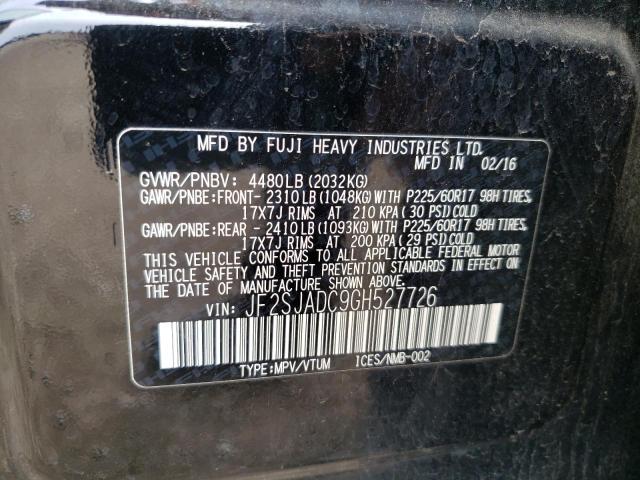 MFD BY FUJI HEAVY INDUSTRIES LTD.
MFD IN 02/16
GVWR/PNBV: 4480LB (2032KG)
GAWR/PNBE:FRONT- 2310LB(1048KG)WITH P225/60R17 98H TIRES,
17X7J RIMS AT 210 KPA(30 PSI)COLD
GAWR/PNBE:REAR - 2410LB(1093KG)WITH P225/60R17 98H TIRES,
17X7J RIMS AT 200 KPA(29 PSI)COLD
THIS VEHICLE CONFORMS TO ALL APPLICABLE FEDERAL MOTOR
VEHICLE SAFETY AND THEFT PREVENTION STANDARDS IN EFFECT ON
THE DATE OF MANUFACTURE SHOWN ABOVE.
VIN: JF2SJADC9GH527726
TYPE:MPV/VTUM ICES/NMB-002